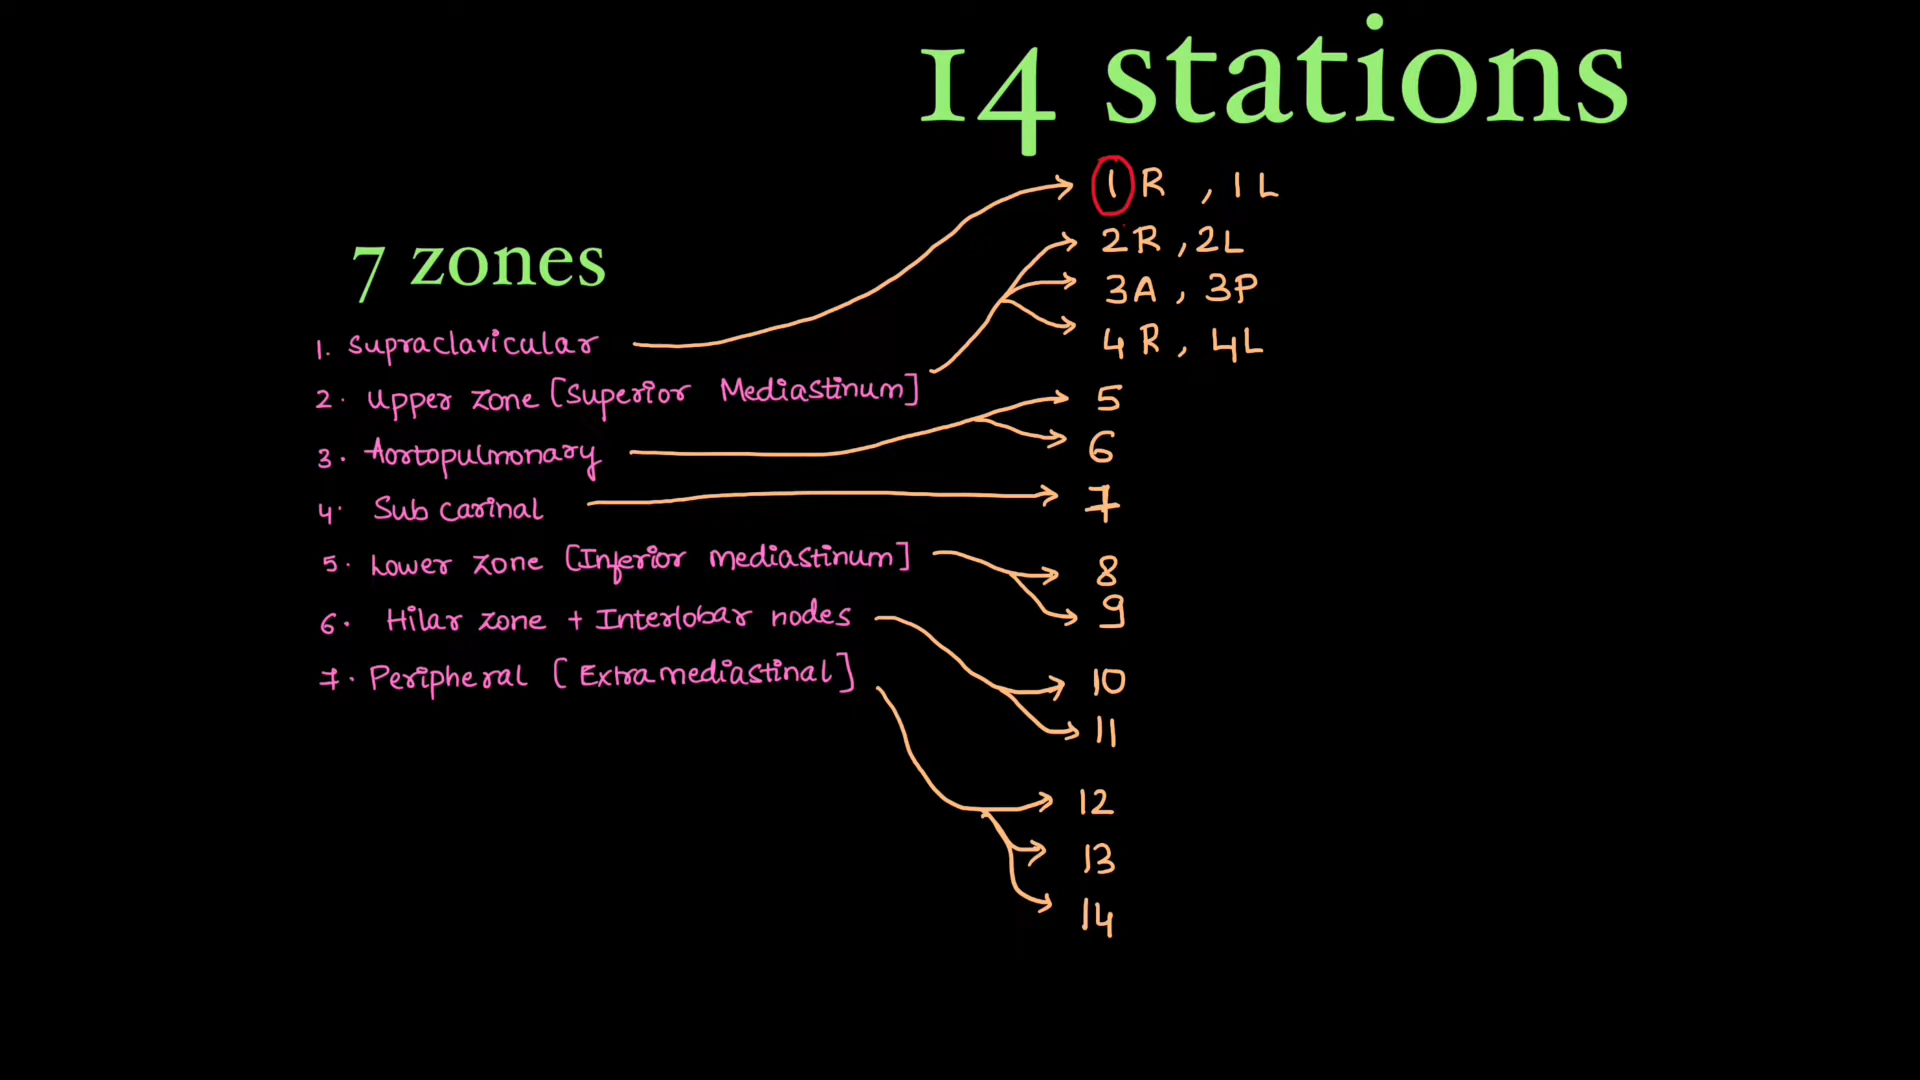 14 stations
7 zones
1. Supraclavicular
2. Upper zone [Superior Mediastinum]
3. Aortopulmonary
4. Sub carinal
5. Lower zone [Inferior mediastinum]
6. Hilar zone + Interlobar nodes
7. Peripheral [Extramediastinal]
1R, 1L
2R, 2L
3A, 3P
4R, 4L
5
6
7
8
9
10
11
12
13
14